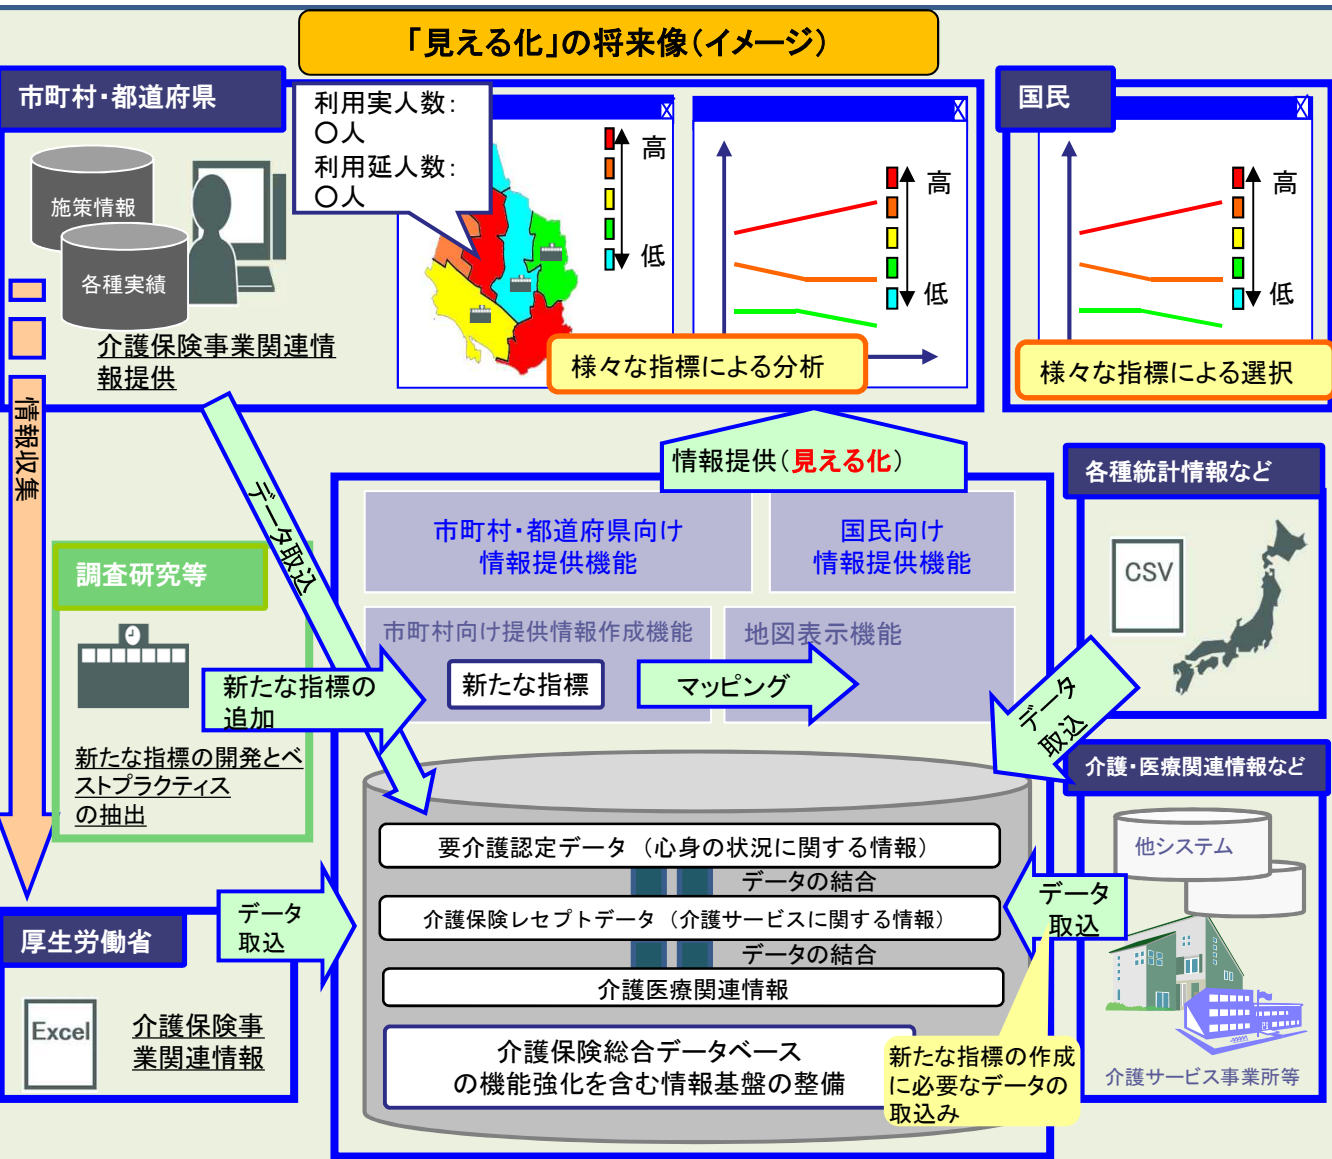 「見える化」の将来像(イメージ)
市町村・都道府県
施策情報
各種実績
介護保険事業関連情
報提供
利用実人数：
○人
利用延人数：
○人
高
低
高
低
様々な指標による分析
国民
高
低
様々な指標による選択
情報収集
データ取込
情報提供(見える化)
各種統計情報など
CSV
データ
取込
市町村・都道府県向け
情報提供機能
国民向け
情報提供機能
市町村向け提供情報作成機能
地図表示機能
新たな指標
マッピング
調査研究等
新たな指標の
追加
新たな指標の開発とベ
ストプラクティス
の抽出
介護・医療関連情報など
他システム
介護サービス事業所等
データ
取込
新たな指標の作成
に必要なデータの
取込み
要介護認定データ （心身の状況に関する情報）
データの結合
介護保険レセプトデータ （介護サービスに関する情報）
データの結合
介護医療関連情報
介護保険総合データベース
の機能強化を含む情報基盤の整備
厚生労働省
データ
取込
Excel
介護保険事
業関連情報